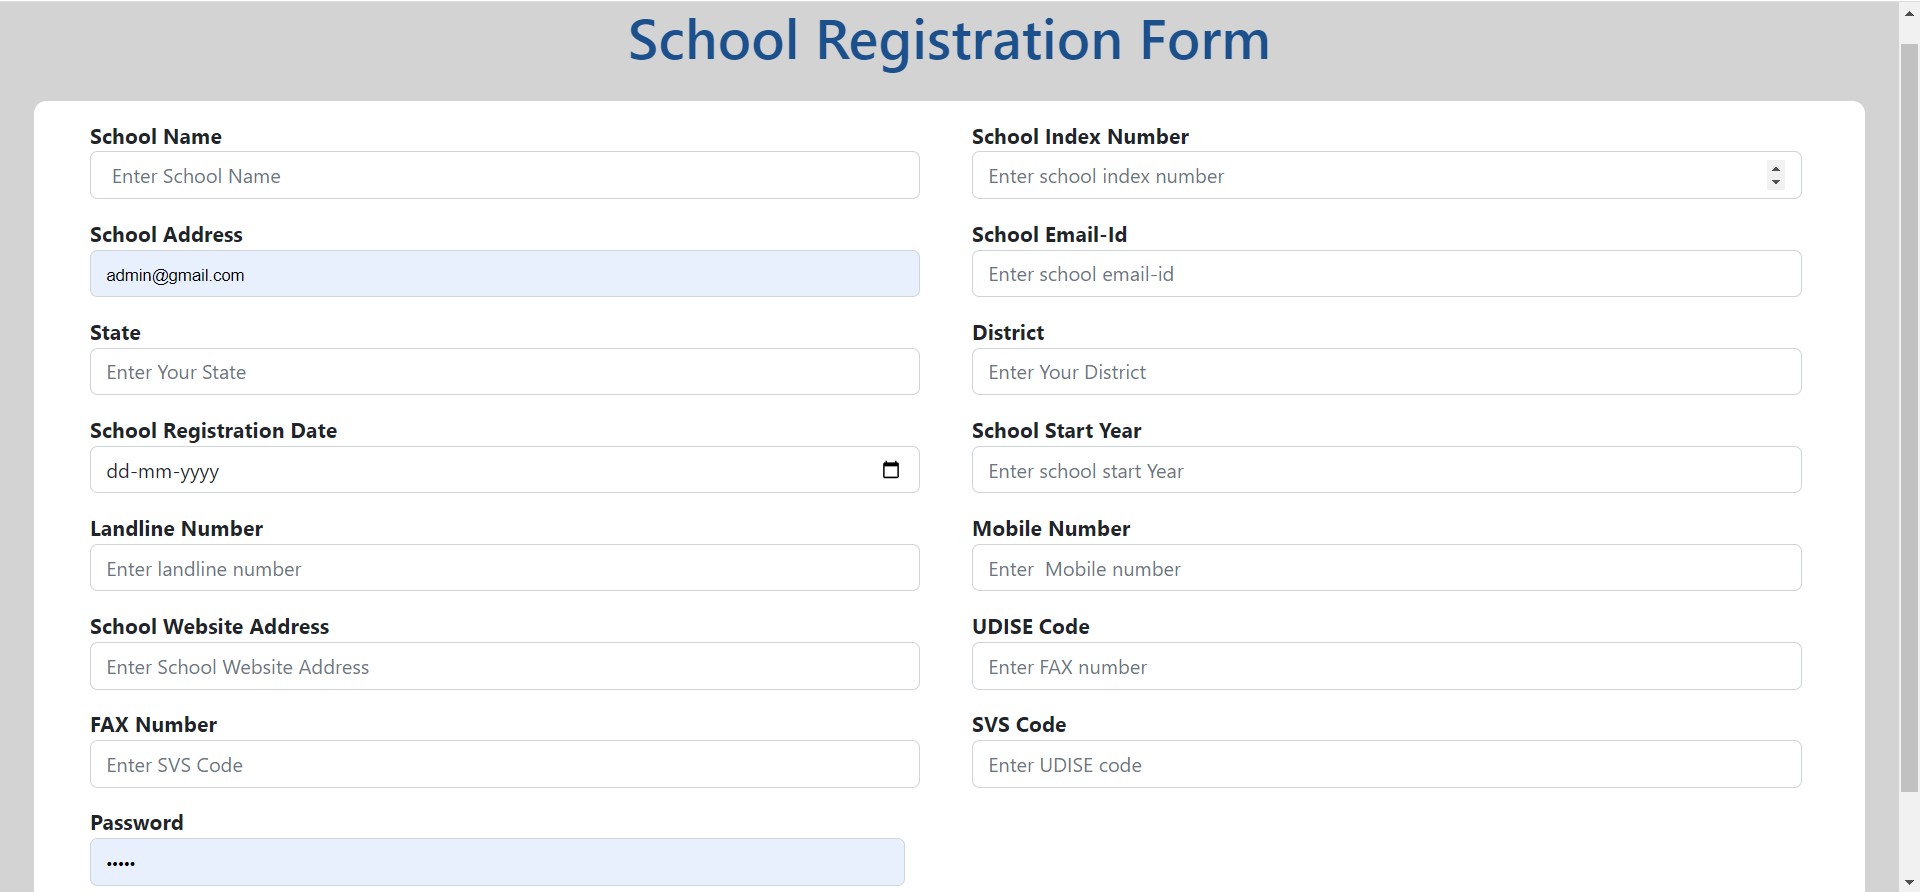 School Registration Form
School Name
Enter School Name
School Index Number
Enter school index number
School Address
admin@gmail.com
School Email-Id
Enter school email-id
State
Enter Your State
District
Enter Your District
School Registration Date
dd-mm-yyyy
School Start Year
Enter school start Year
Landline Number
Enter landline number
Mobile Number
Enter  Mobile number
School Website Address
Enter School Website Address
UDISE Code
Enter FAX number
FAX Number
Enter SVS Code
SVS Code
Enter UDISE code
Password
•••••